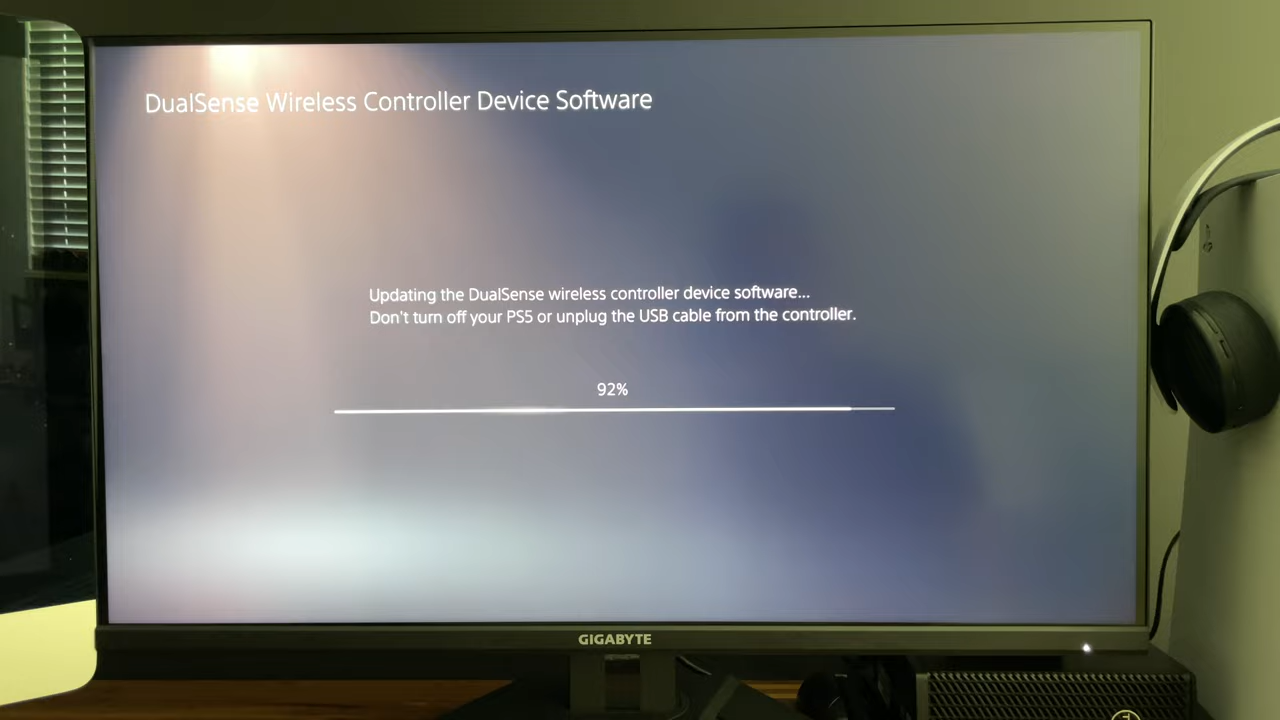 DualSense Wireless Controller Device Software
Updating the DualSense wireless controller device software...
Don't turn off your PS5 or unplug the USB cable from the controller.
92%
GIGABYTE